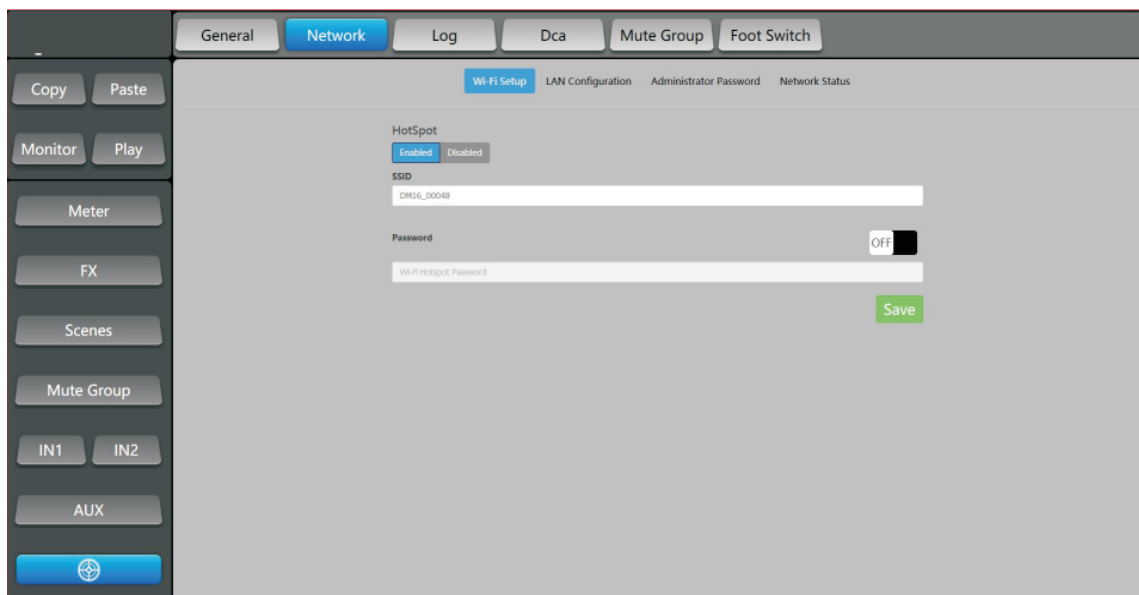 General Network Log Dca Mute Group Foot Switch
-
Copy Paste
Monitor Play
Meter
FX
Scenes
Mute Group
IN1 IN2
AUX
Wi-Fi Setup LAN Configuration Administrator Password Network Status
HotSpot
Enabled Disabled
SSID
DM16_00048
Password
OFF
Wi-Fi Hotspot Password
Save